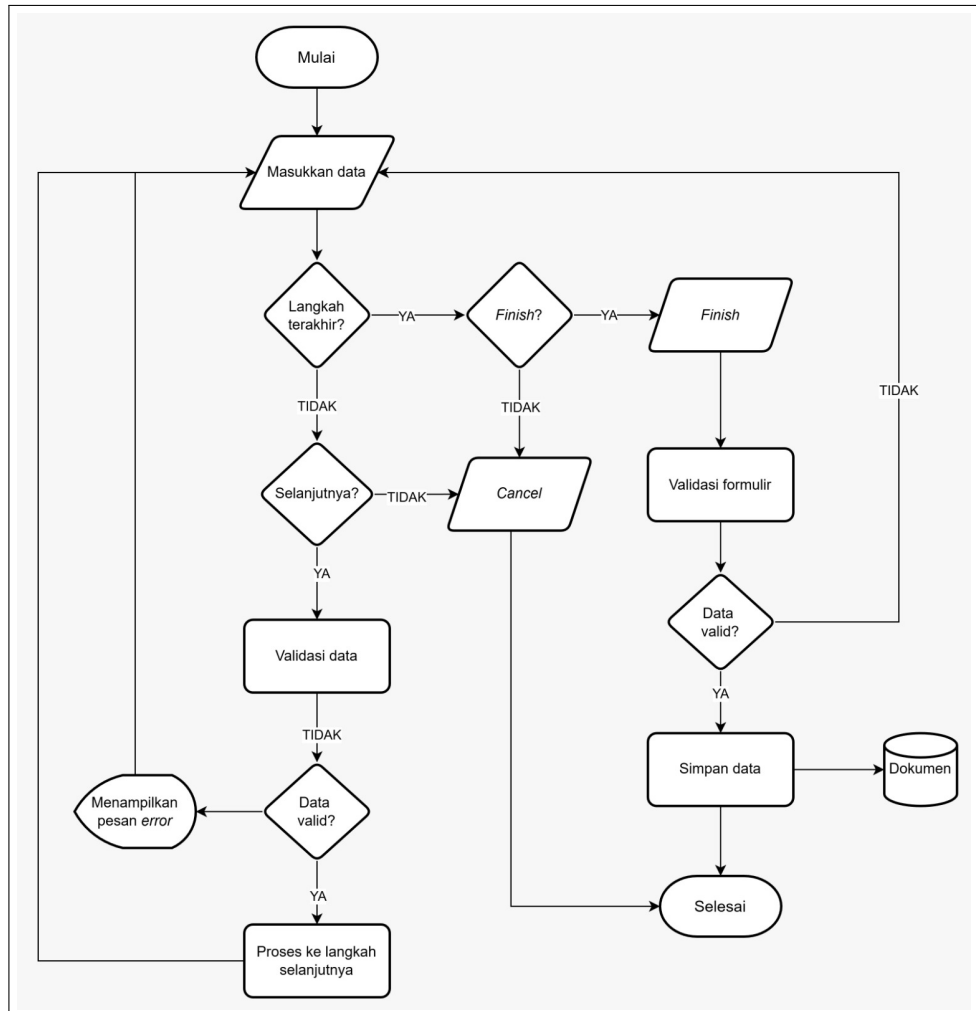 Mulai
Masukkan data
Langkah
terakhir?
YA
Finish?
YA
Finish
TIDAK
TIDAK
TIDAK
Selanjutnya?
TIDAK
Cancel
Validasi formulir
YA
Data
valid?
Validasi data
YA
TIDAK
Simpan data
Dokumen
Menampilkan
pesan error
Data
valid?
YA
Selesai
Proses ke langkah
selanjutnya